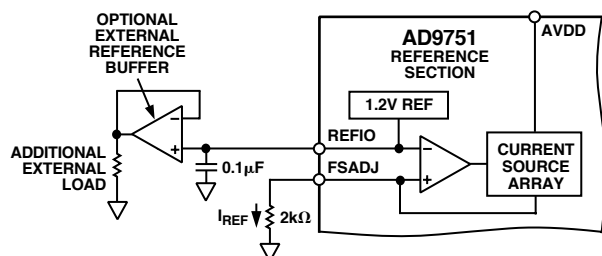 OPTIONAL
EXTERNAL
REFERENCE
BUFFER
AD9751
REFERENCE
SECTION
AVDD
1.2V REF
–
+
REFIO
ADDITIONAL
EXTERNAL
LOAD
0.1μF
FSADJ
–
+
CURRENT
SOURCE
ARRAY
IREF
2kΩ